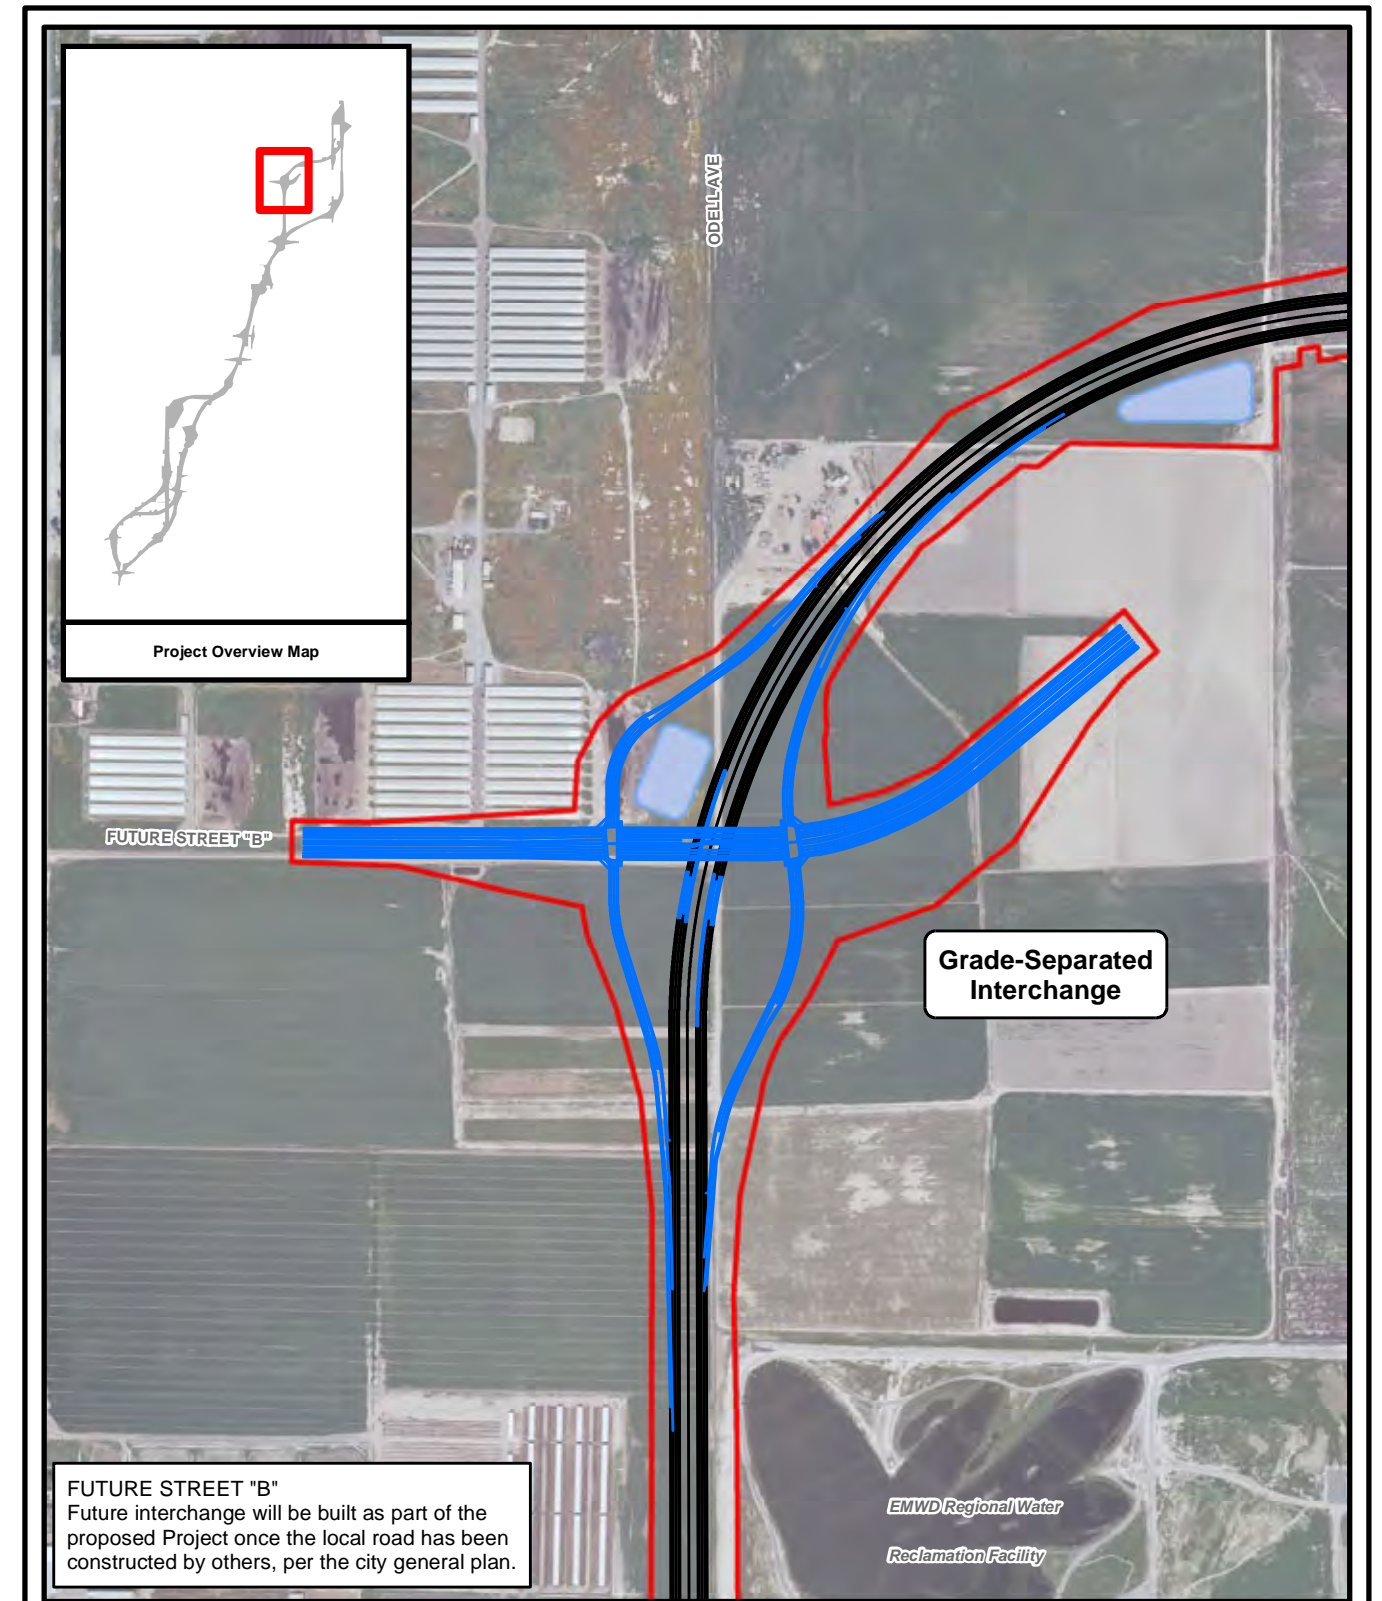 Project Overview Map
ODELL AVE
FUTURE STREET "B"
Grade-Separated
Interchange
FUTURE STREET "B"
Future interchange will be built as part of the
proposed Project once the local road has been
constructed by others, per the city general plan.
EMWD Regional Water
Reclamation Facility